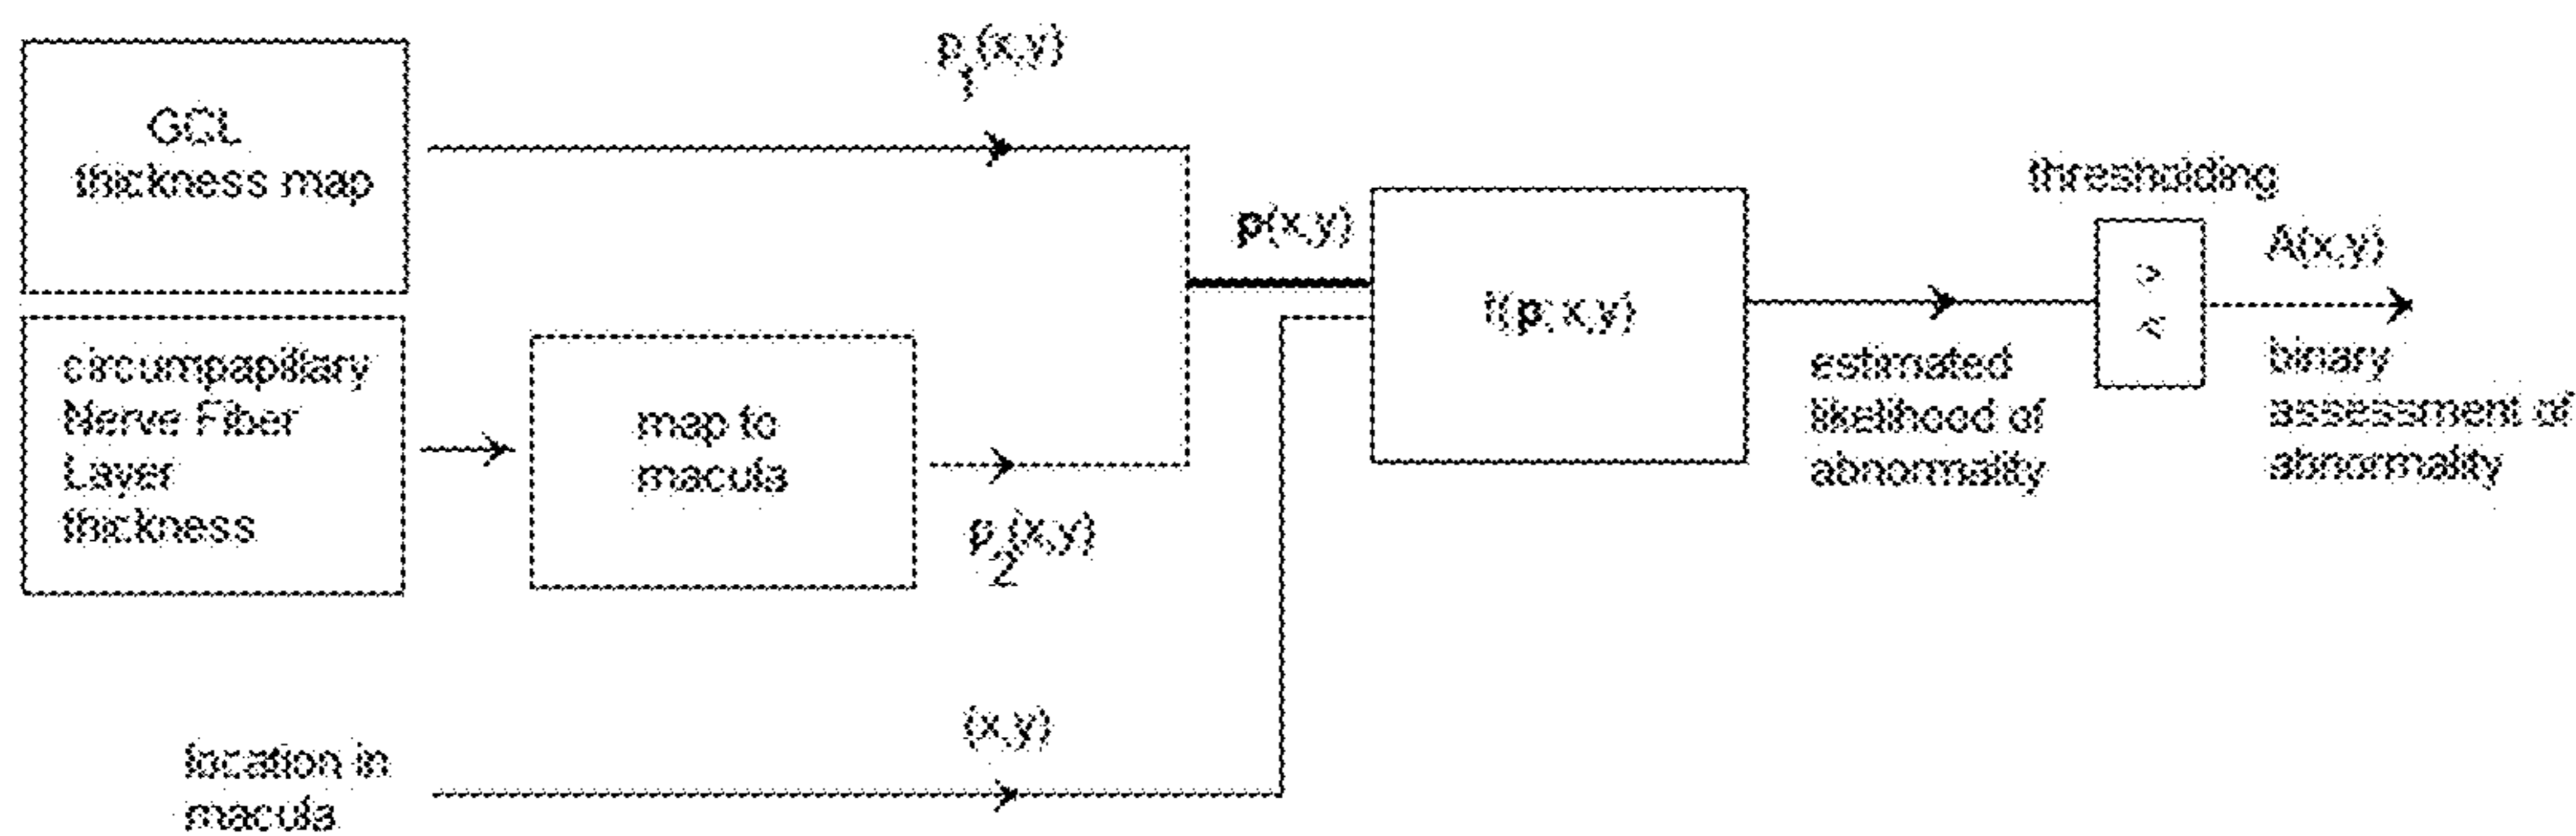 GCL
thickness map
p1(x,y)
circumpapillary
Nerve Fiber
Layer
thickness
map to
macula
p2(x,y)
location in
macula
(x,y)
p(x,y)
f(p; x,y)
estimated
likelihood of
abnormality
thresholding
>
<
A(x,y)
binary
assessment of
abnormality